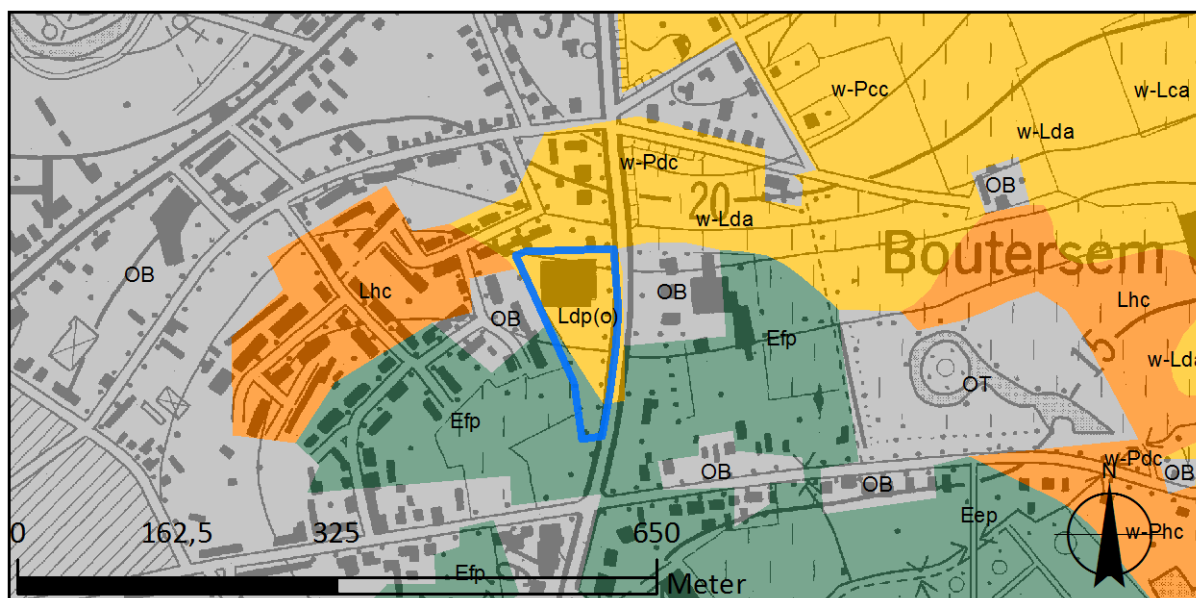 w-Pcc
w-Lca
w-Lda
w-Pdc
OB
20
w-Lda
Boutersem
OB
Lhc
OB
Lhc
OB
Ldp(o)
Efp
15
w-Lda
OT
Efp
w-Pdc
OB
OB
OB
N
Eep
w-Phc
0 162,5 325 650
Meter
Efp